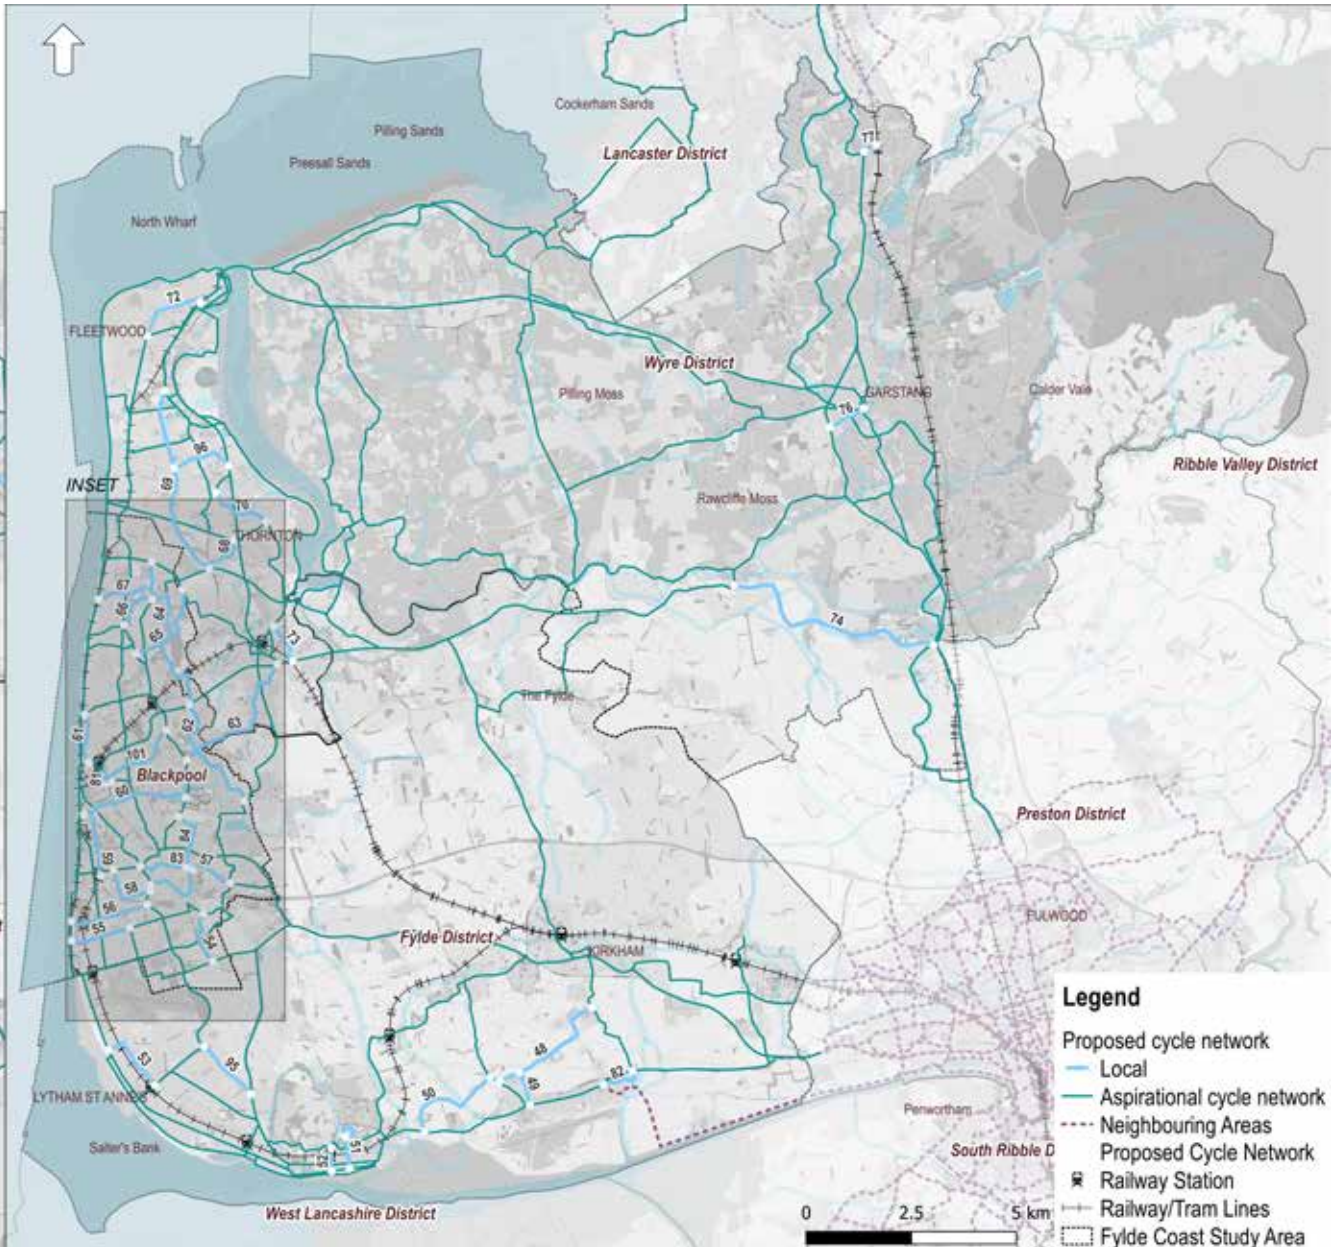 Cockerham Sands
Pilling Sands
Lancaster District
Preesall Sands
77
North Wharf
72
FLEETWOOD
Wyre District
Pilling Moss
GARSTANG
Calder Vale
76
96
Ribble Valley District
69
INSET
Rawcliffe Moss
70
THORNTON
68
67
66
64
65
74
73
The Fylde
62
63
61
101
81
Blackpool
60
Preston District
84
59
83
57
58
56
FULWOOD
55
54
Fylde District
KIRKHAM
53
95
48
50
49
82
LYTHAM ST ANNE'S
Penwortham
Salter's Bank
51
52
South Ribble D
West Lancashire District
0 2.5 5 km
Legend
Proposed cycle network
Local
Aspirational cycle network
Neighbouring Areas
Proposed Cycle Network
Railway Station
Railway/Tram Lines
Fylde Coast Study Area